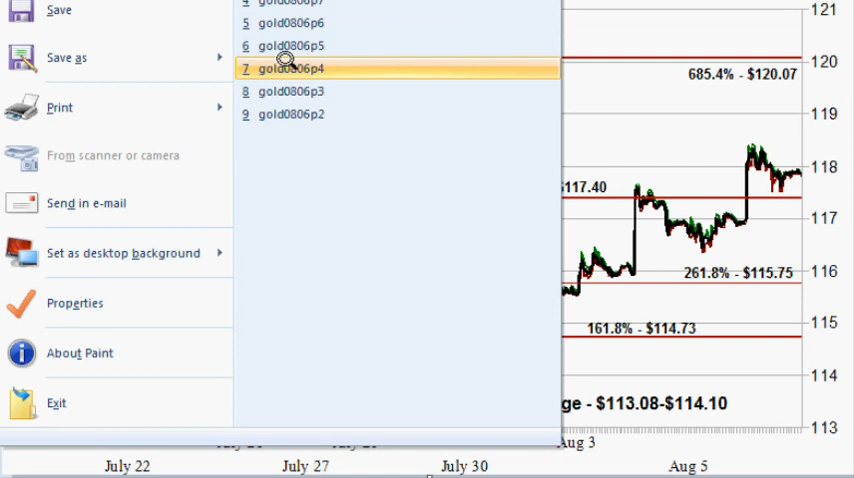 Save
Save as
Print
From scanner or camera
Send in e-mail
Set as desktop background
Properties
About Paint
Exit
4 gold0806p7
5 gold0806p6
6 gold0806p5
7 gold0806p4
8 gold0806p3
9 gold0806p2
121
120
119
118
117
116
115
114
113
685.4% - $120.07
$117.40
261.8% - $115.75
161.8% - $114.73
ge - $113.08-$114.10
Aug 3
July 22
July 27
July 30
Aug 5